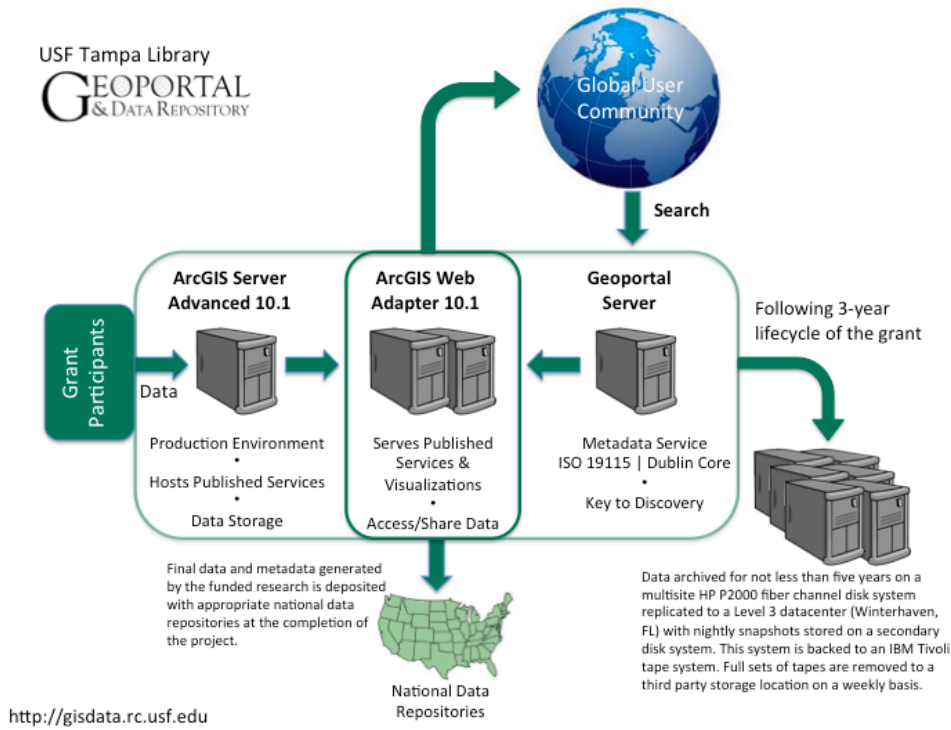 USF Tampa Library
GEOPORTAL
& DATA REPOSITORY
Global User
Community
Search
ArcGIS Server
Advanced 10.1
ArcGIS Web
Adapter 10.1
Geoportal
Server
Following 3-year
lifecycle of the grant
Grant
Participants
Data
Production Environment
•
Hosts Published Services
•
Data Storage
Serves Published
Services &
Visualizations
•
Access/Share Data
Metadata Service
ISO 19115 | Dublin Core
•
Key to Discovery
Final data and metadata generated
by the funded research is deposited
with appropriate national data
repositories at the completion of
the project.
National Data
Repositories
Data archived for not less than five years on a
multisite HP P2000 fiber channel disk system
replicated to a Level 3 datacenter (Winterhaven,
FL) with nightly snapshots stored on a secondary
disk system. This system is backed to an IBM Tivoli
tape system. Full sets of tapes are removed to a
third party storage location on a weekly basis.
http://gisdata.rc.usf.edu